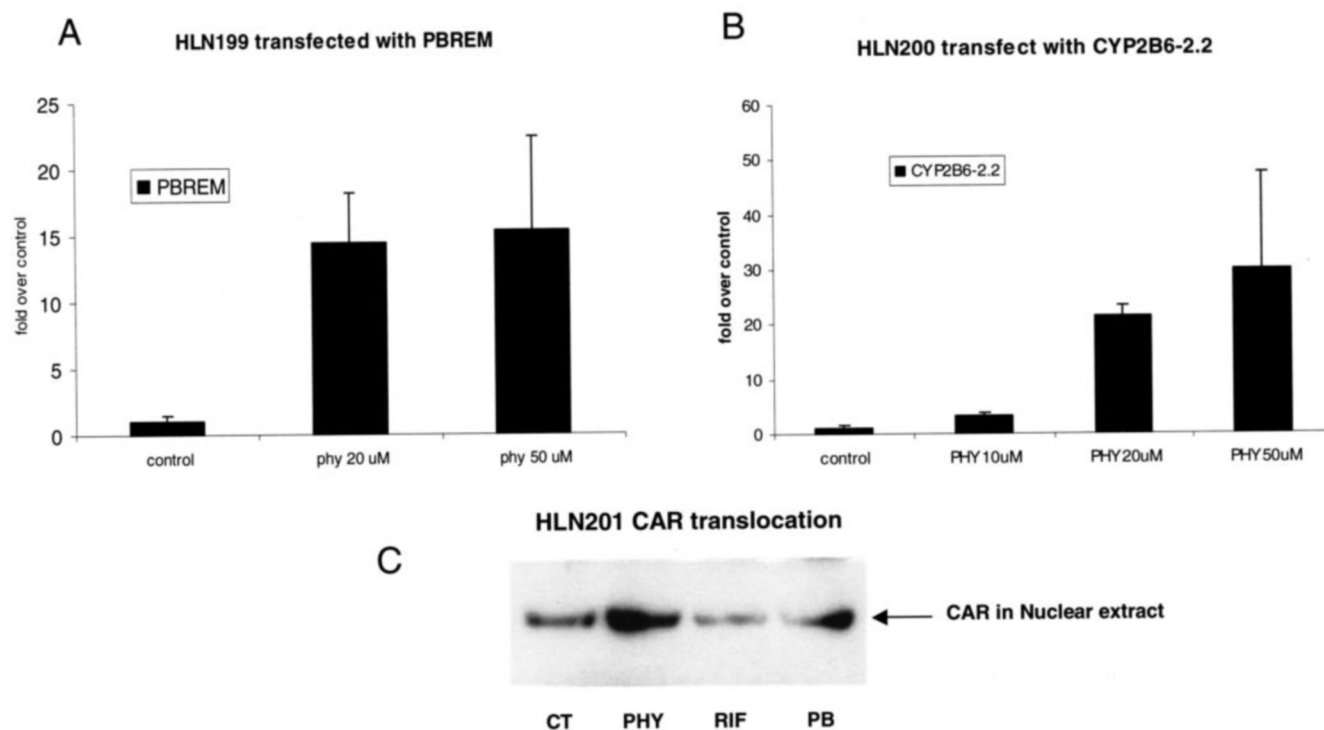 A
HLN199 transfected with PBREM
25
20
15
10
5
0
fold over control
PBREM
control
phy 20 uM
phy 50 uM
B
HLN200 transfect with CYP2B6-2.2
60
50
40
30
20
10
0
fold over control
CYP2B6-2.2
control
PHY10uM
PHY20uM
PHY50uM
C
HLN201 CAR translocation
CAR in Nuclear extract
CT PHY RIF PB